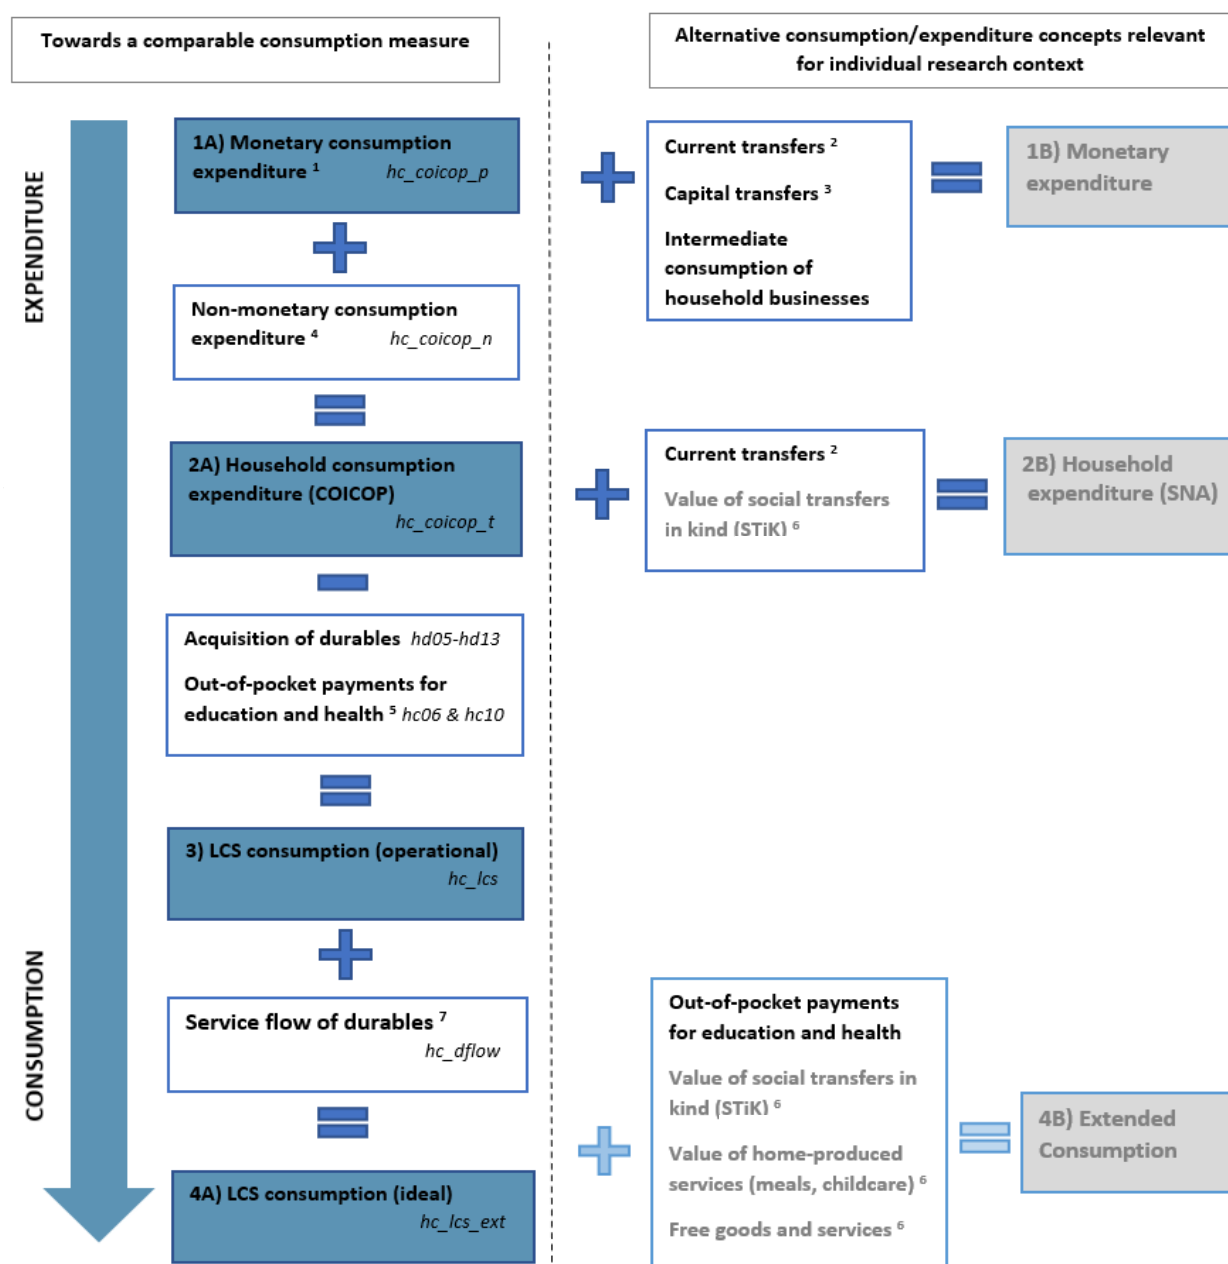 Towards a comparable consumption measure
Alternative consumption/expenditure concepts relevant
for individual research context
EXPENDITURE
1A) Monetary consumption
expenditure ¹ hc_coicop_p
Current transfers ²
Capital transfers ³
Intermediate
consumption of
household businesses
1B) Monetary
expenditure
Non-monetary consumption
expenditure ⁴ hc_coicop_n
2A) Household consumption
expenditure (COICOP)
hc_coicop_t
Current transfers ²
Value of social transfers
in kind (STiK) ⁶
2B) Household
expenditure (SNA)
Acquisition of durables hd05-hd13
Out-of-pocket payments for
education and health ⁵ hc06 & hc10
3) LCS consumption (operational)
hc_lcs
CONSUMPTION
Service flow of durables ⁷
hc_dflow
4A) LCS consumption (ideal)
hc_lcs_ext
Out-of-pocket payments
for education and health
Value of social transfers in
kind (STiK) ⁶
Value of home-produced
services (meals, childcare) ⁶
Free goods and services ⁶
4B) Extended
Consumption